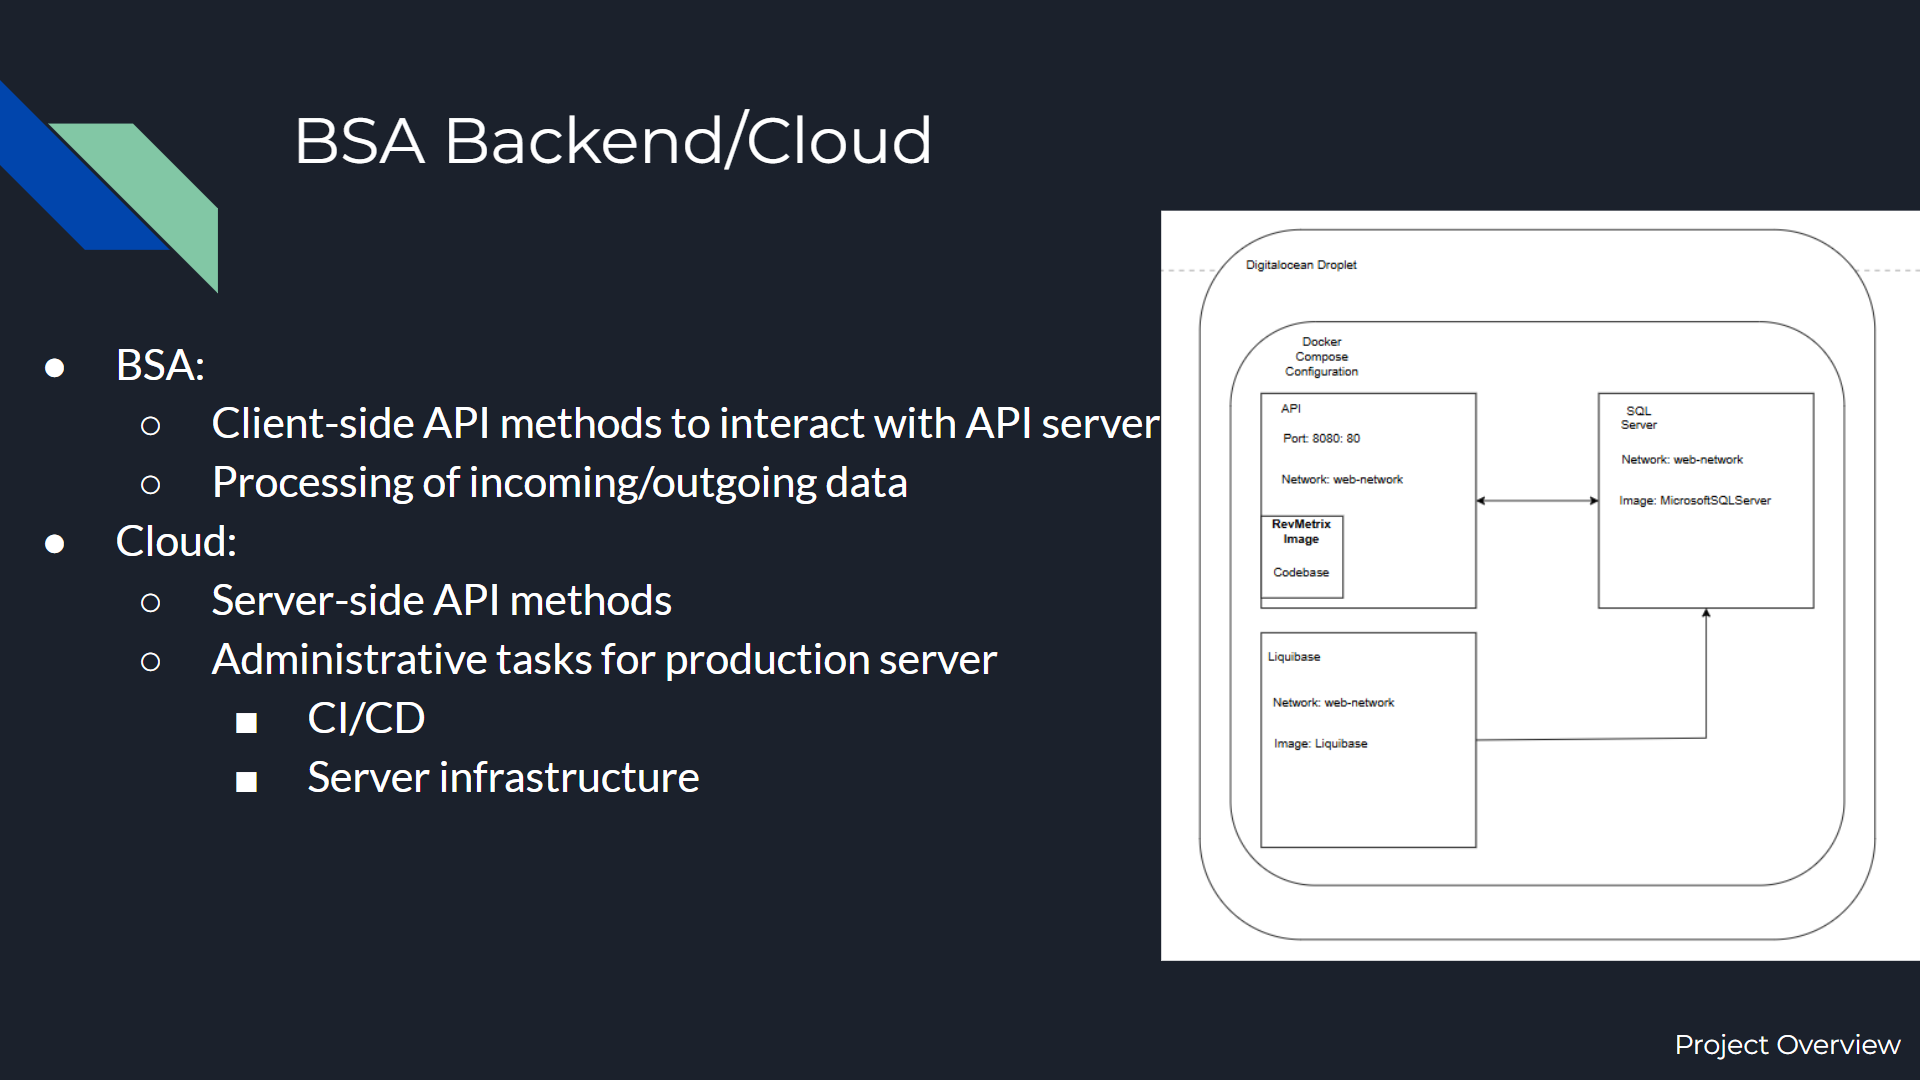 BSA Backend/Cloud
● BSA:
○ Client-side API methods to interact with API server
○ Processing of incoming/outgoing data
● Cloud:
○ Server-side API methods
○ Administrative tasks for production server
■ CI/CD
■ Server infrastructure
Digitalocean Droplet
Docker
Compose
Configuration
API
Port: 8080: 80
Network: web-network
RevMetrix
Image
Codebase
SQL
Server
Network: web-network
Image: MicrosoftSQLServer
Liquibase
Network: web-network
Image: Liquibase
Project Overview